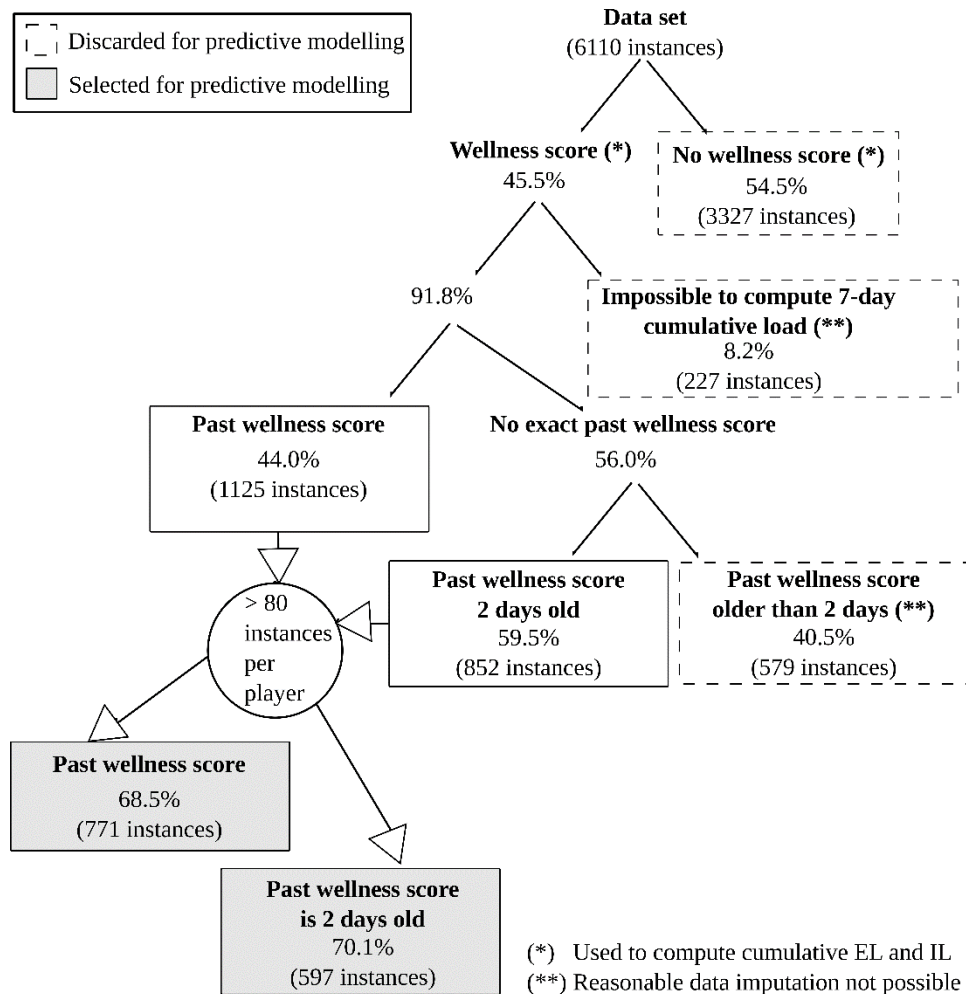 Discarded for predictive modelling
Selected for predictive modelling
Data set
(6110 instances)
Wellness score (*)
45.5%
No wellness score (*)
54.5%
(3327 instances)
91.8%
Impossible to compute 7-day
cumulative load (**)
8.2%
(227 instances)
Past wellness score
44.0%
(1125 instances)
No exact past wellness score
56.0%
> 80
instances
per
player
Past wellness score
2 days old
59.5%
(852 instances)
Past wellness score
older than 2 days (**)
40.5%
(579 instances)
Past wellness score
68.5%
(771 instances)
Past wellness score
is 2 days old
70.1%
(597 instances)
(*) Used to compute cumulative EL and IL
(**) Reasonable data imputation not possible